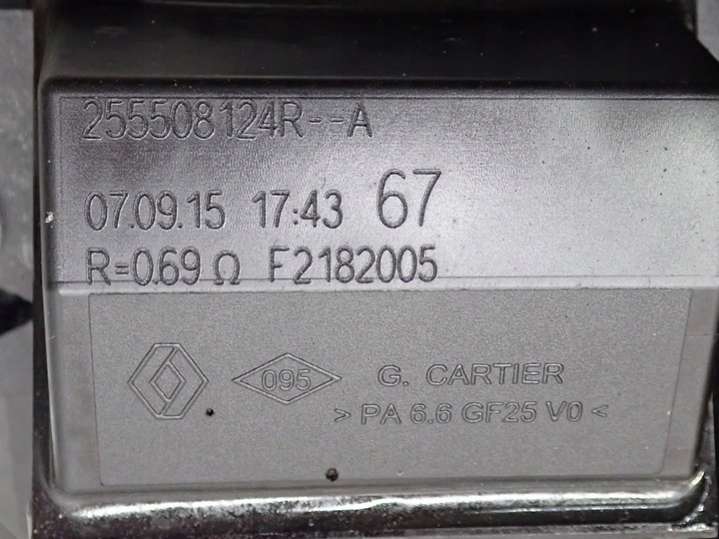 255508124R--A
07.09.15 17:43 67
R=0.69 Ω F2182005
095 G. CARTIER
> PA 6.6 GF25 V0 <